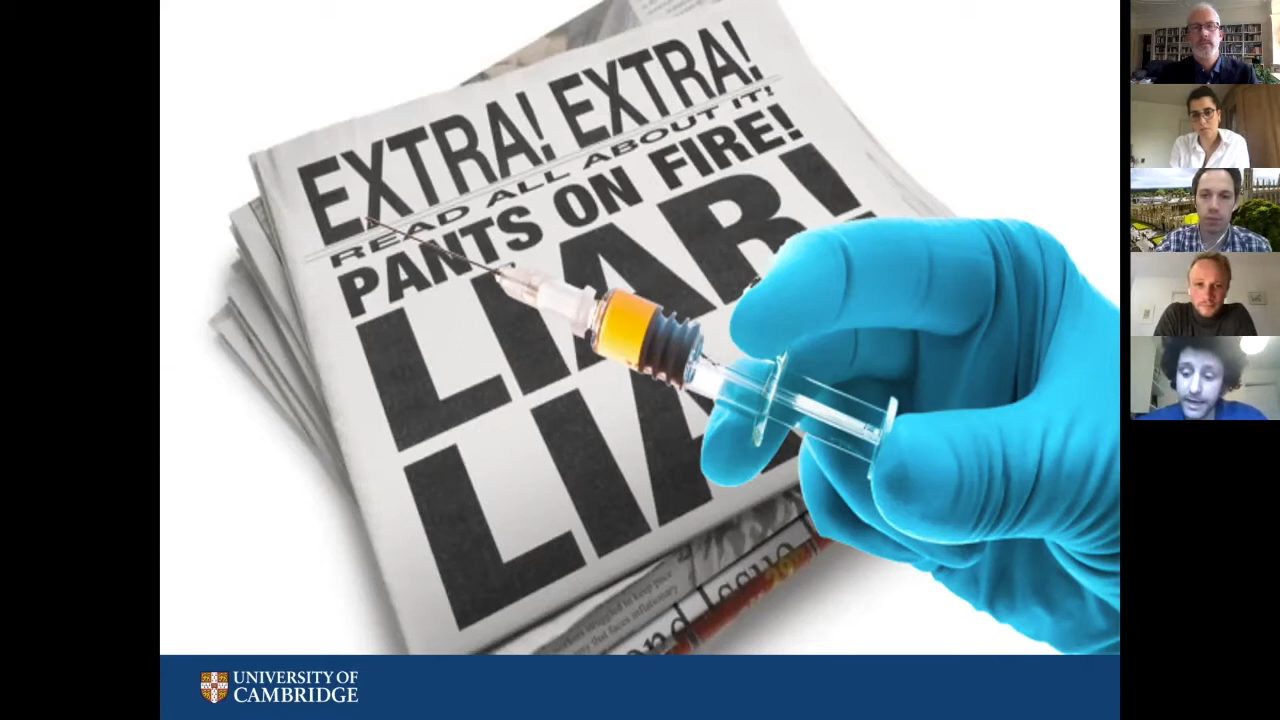 EXTRA! EXTRA!
READ ALL ABOUT IT!
PANTS ON FIRE!
LIAR!
UNIVERSITY OF
CAMBRIDGE